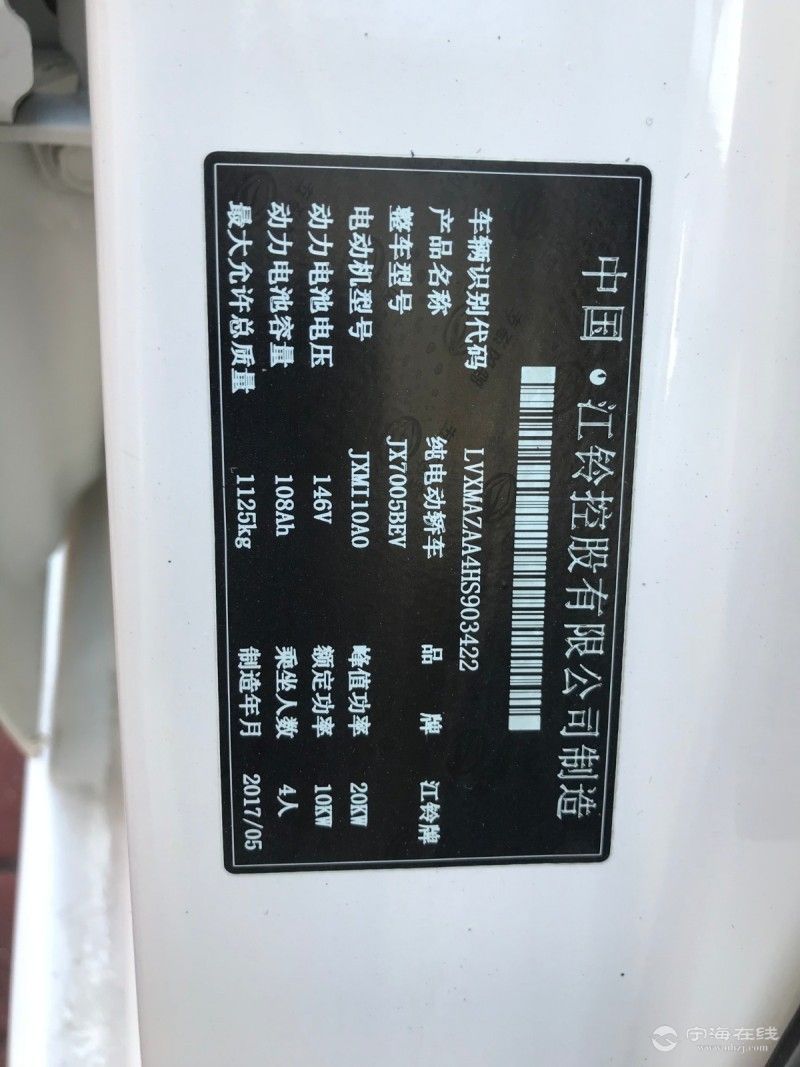 中国·江铃控股有限公司制造
车辆识别代码 LVXMAZAA4HS903422
产品名称 纯电动轿车 品牌 江铃牌
整车型号 JX7005BEV
电动机型号 JXMI10A0 峰值功率 20KW
动力电池电压 146V 额定功率 10KW
动力电池容量 108Ah 乘坐人数 4人
最大允许总质量 1125kg 制造年月 2017/05
宁海在线
www.nhzj.com